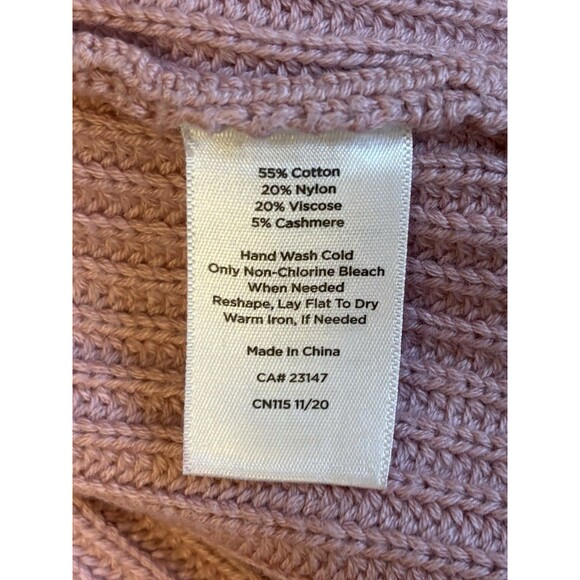 55% Cotton
20% Nylon
20% Viscose
5% Cashmere
Hand Wash Cold
Only Non-Chlorine Bleach
When Needed
Reshape, Lay Flat To Dry
Warm Iron, If Needed
Made In China
CA# 23147
CN115 11/20